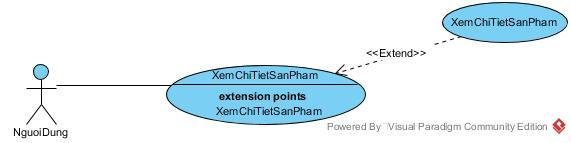 XemChiTietSanPham
<<Extend>>
XemChiTietSanPham
extension points
XemChiTietSanPham
NguoiDung
Powered By Visual Paradigm Community Edition